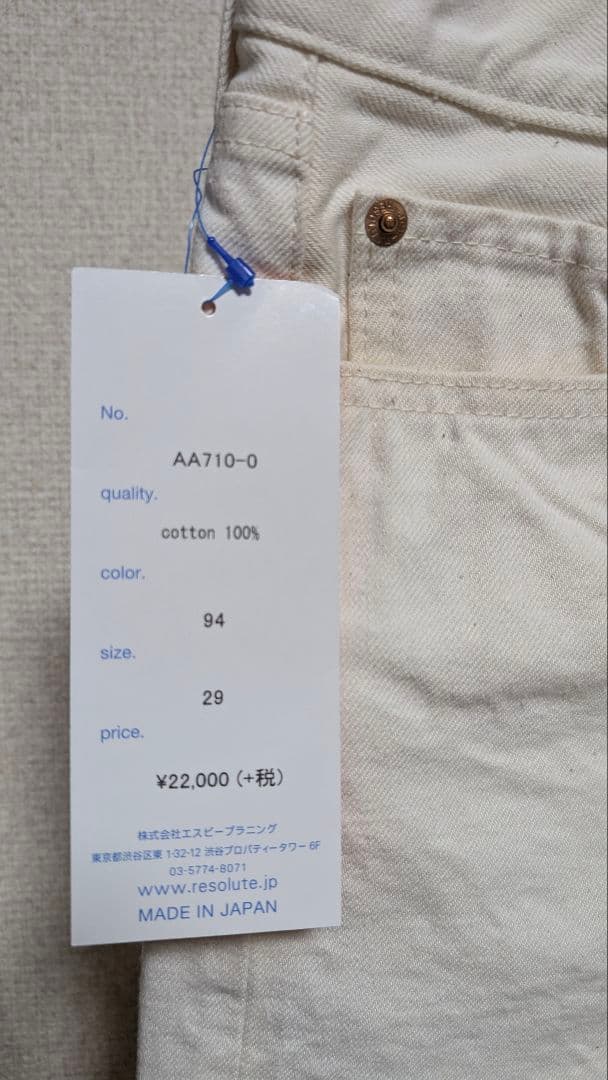 No.
AA710-0
quality.
cotton 100%
color.
94
size.
29
price.
¥22,000 (+税)
株式会社エスピープラニング
東京都渋谷区東 1-32-12 渋谷プロパティータワー 6F
03-5774-8071
www.resolute.jp
MADE IN JAPAN